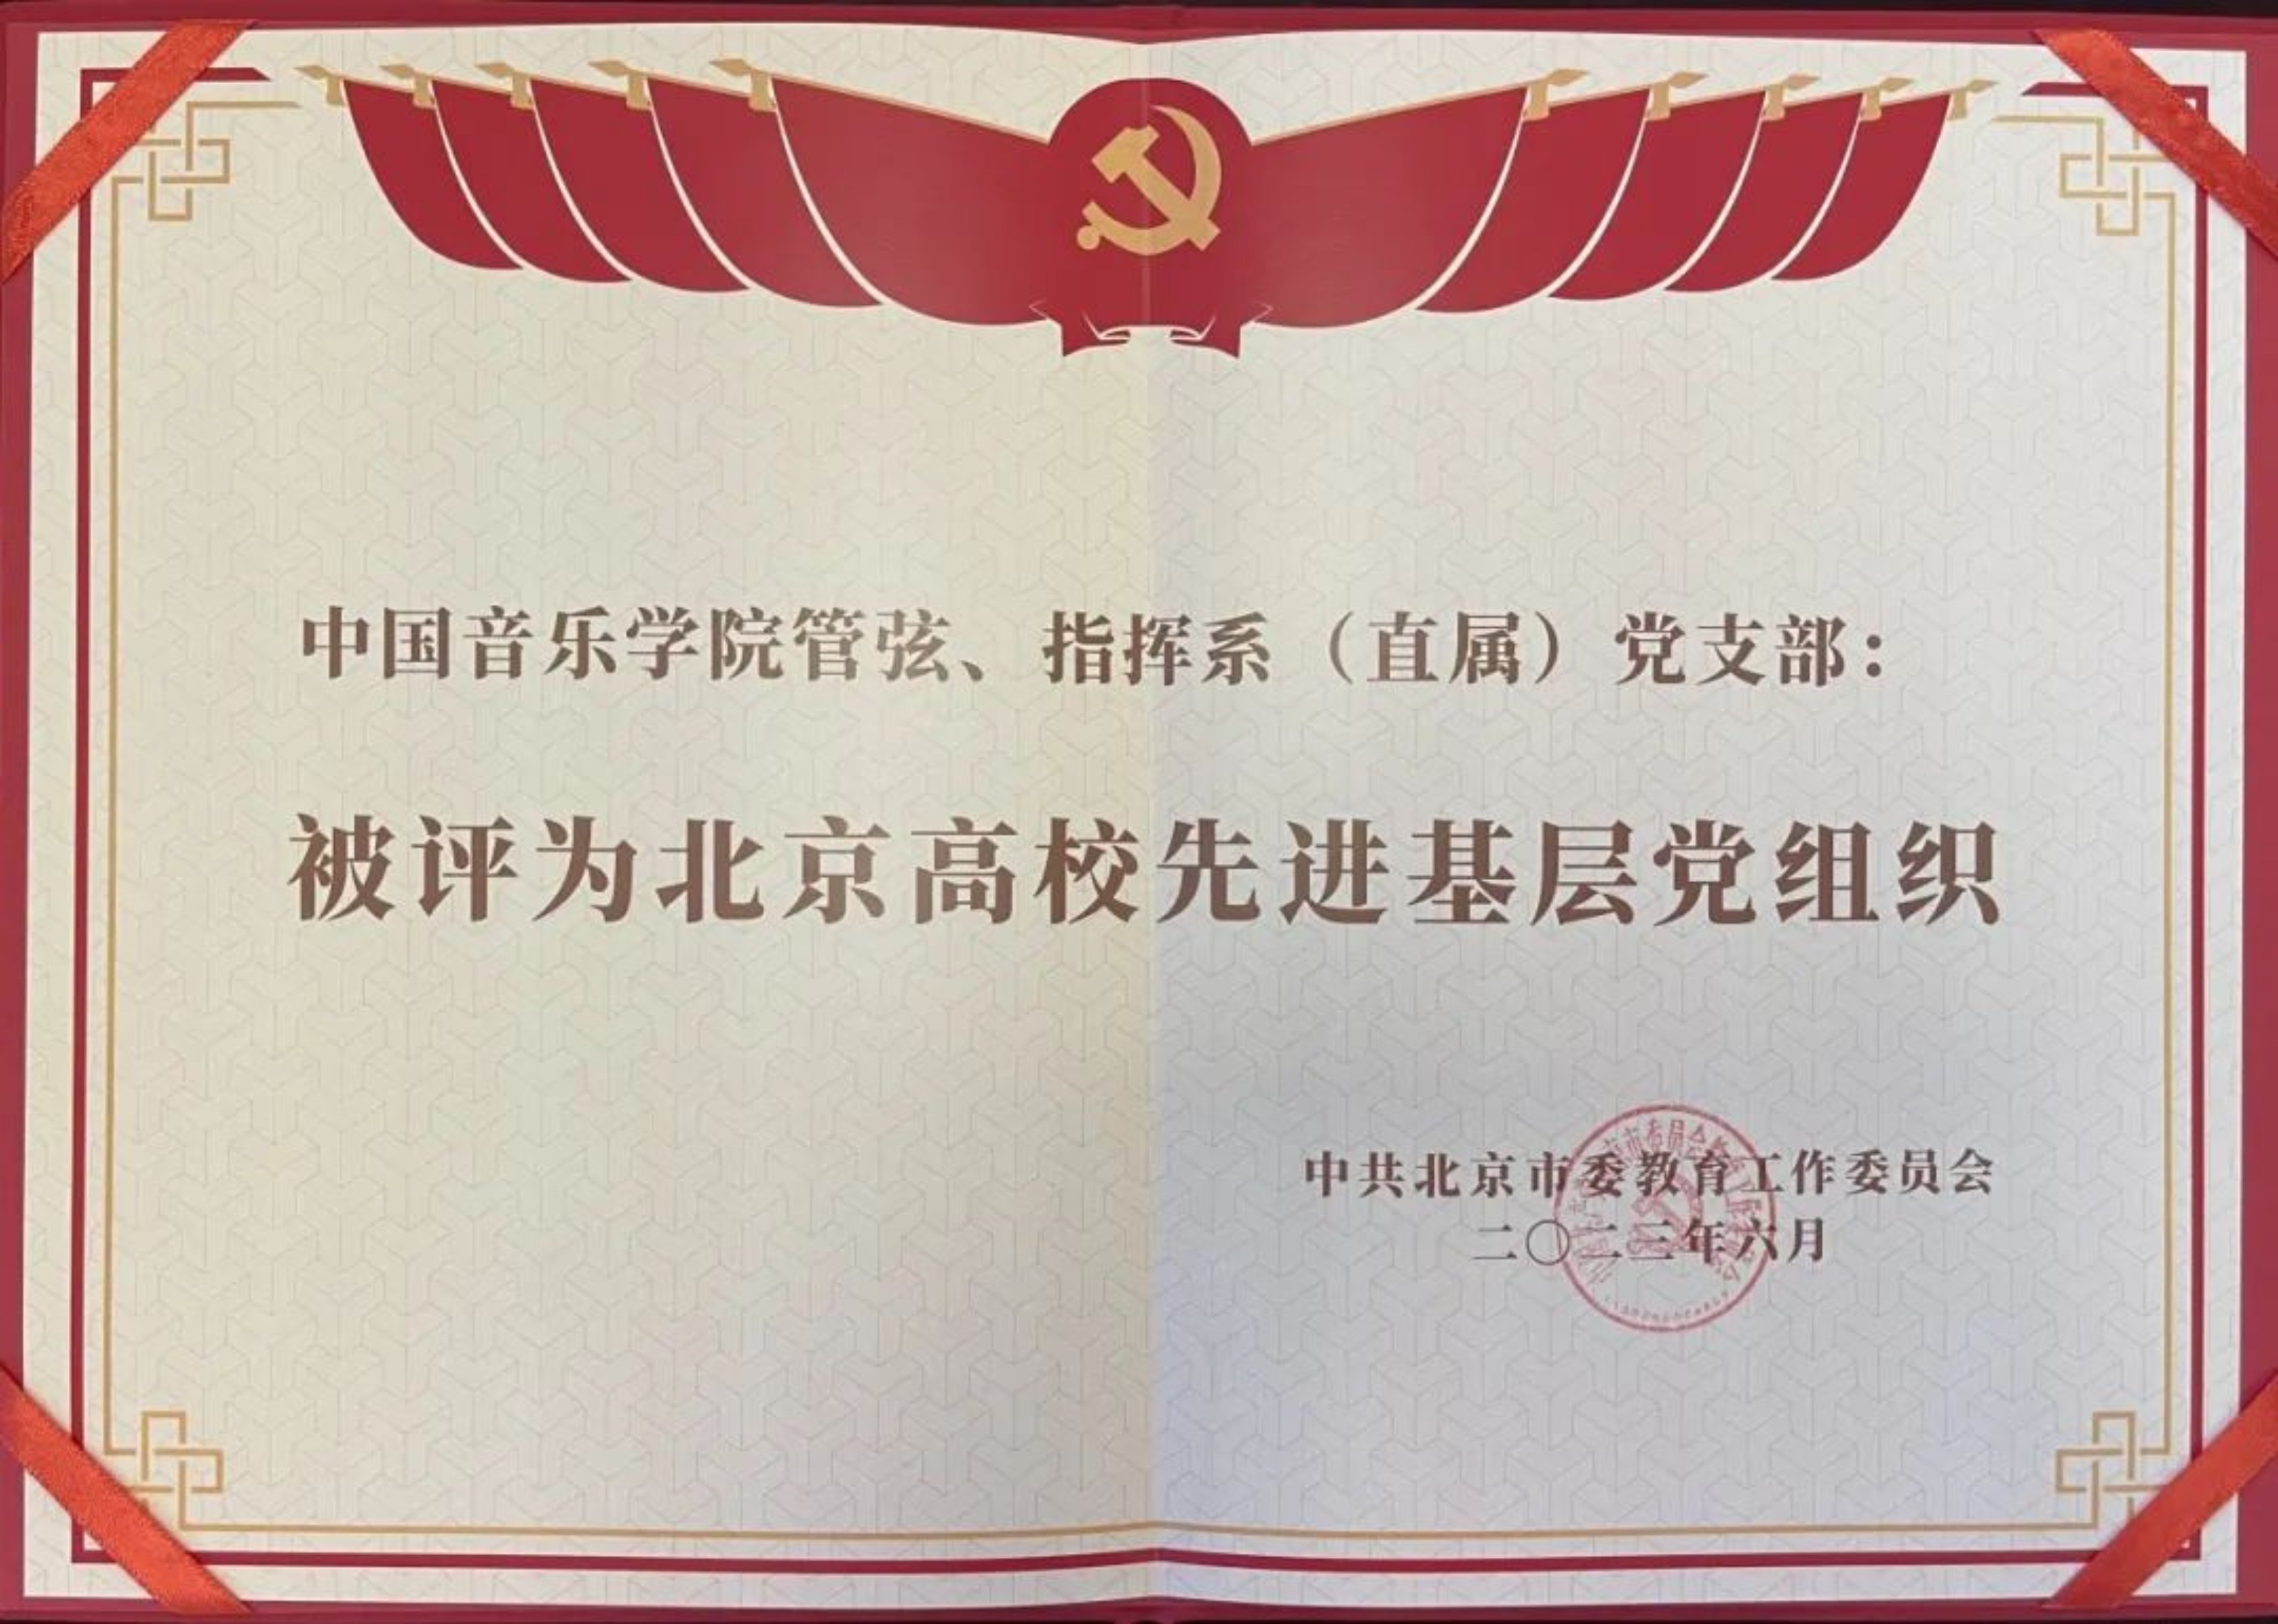 中国音乐学院管弦、指挥系（直属）党支部：
被评为北京高校先进基层党组织
中共北京市委教育工作委员会
二〇二三年六月